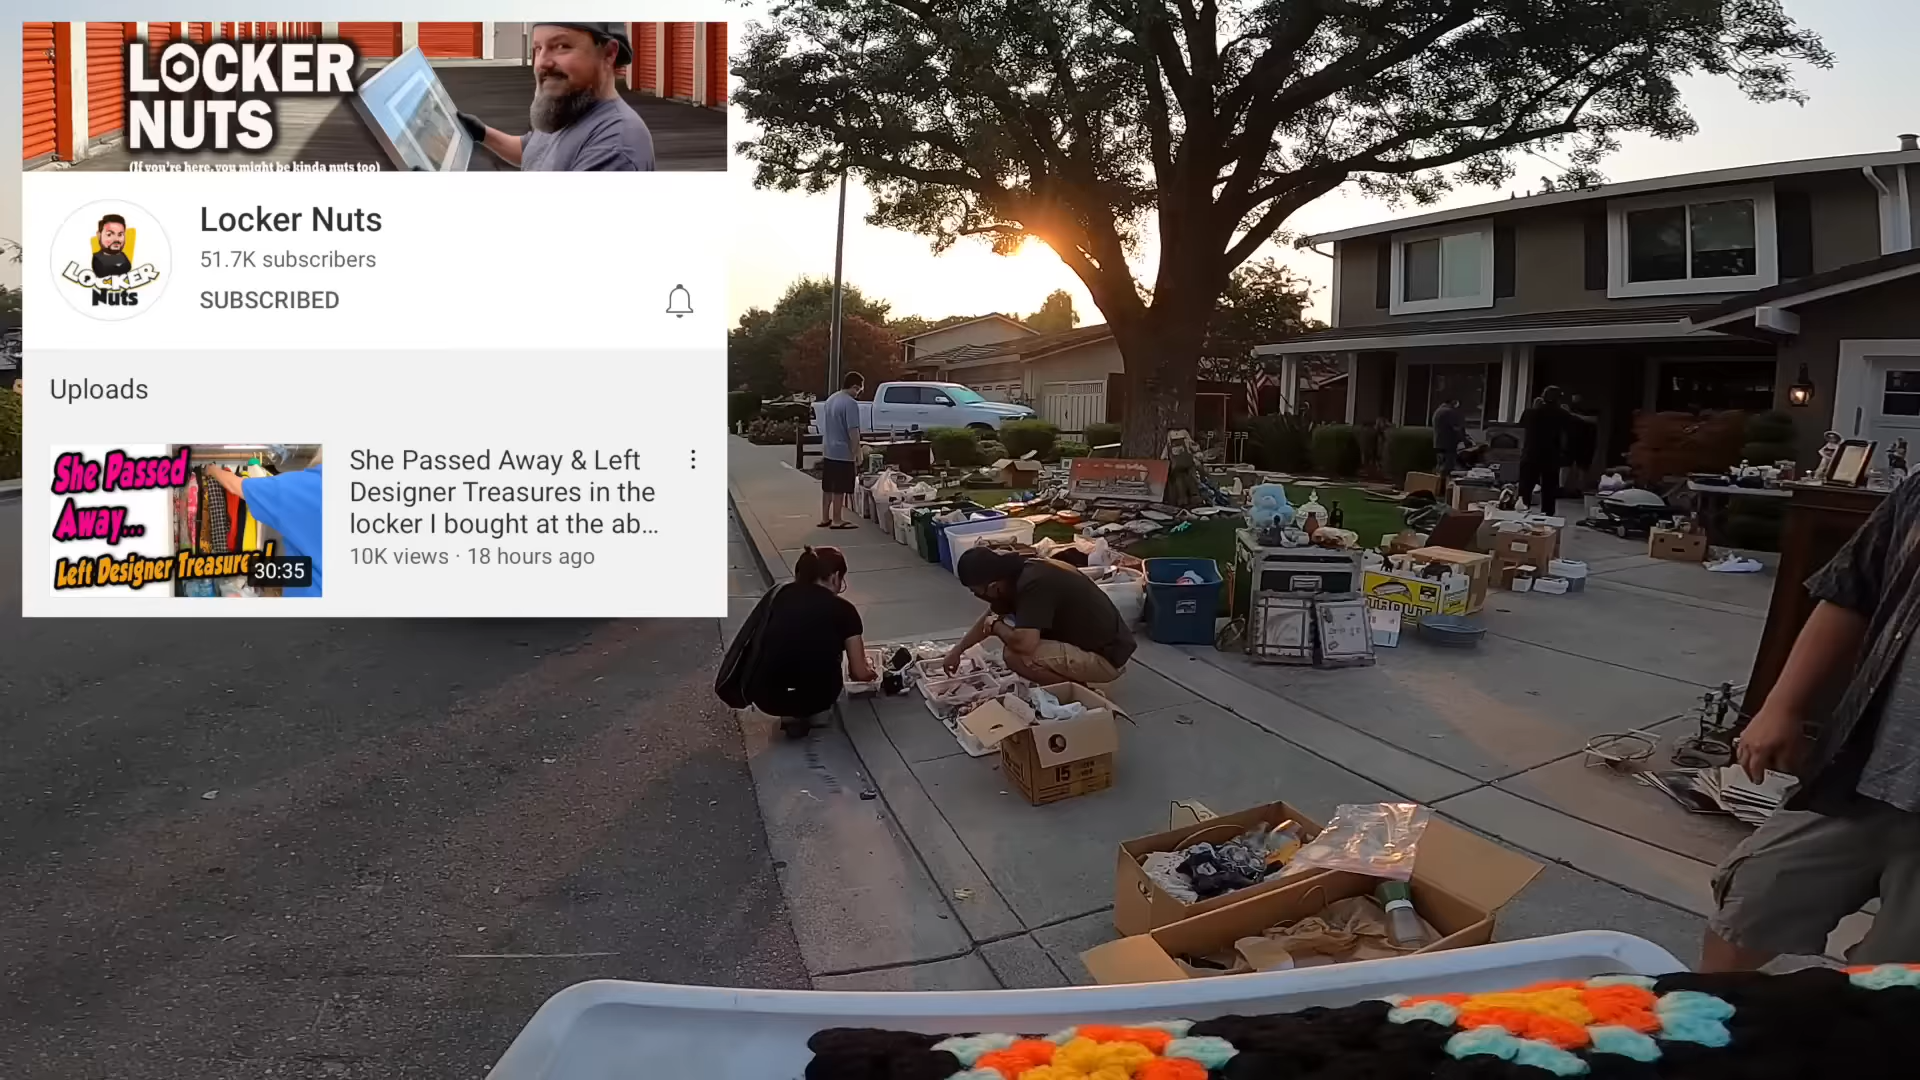 LOCKER
NUTS
(If you're here, you might be kinda nuts too)
LOCKER
Nuts
Locker Nuts
51.7K subscribers
SUBSCRIBED
Uploads
She Passed
Away...
Left Designer Treasure!
30:35
She Passed Away & Left
Designer Treasures in the
locker I bought at the ab...
10K views · 18 hours ago
TROUT
15